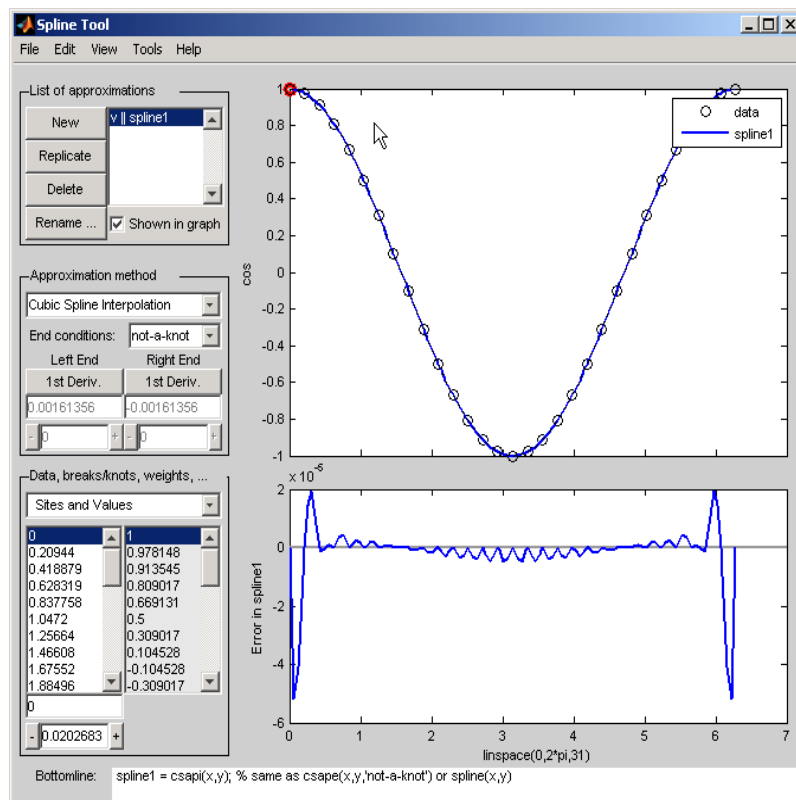 Spline Tool
File Edit View Tools Help
List of approximations
New
Replicate
Delete
Rename ...
v || spline1
Shown in graph
Approximation method
Cubic Spline Interpolation
End conditions: not-a-knot
Left End Right End
1st Deriv. 1st Deriv.
0.00161356 -0.00161356
- 0 + - 0 +
Data, breaks/knots, weights, ...
Sites and Values
0 1
0.20944 0.978148
0.418879 0.913545
0.628319 0.809017
0.837758 0.669131
1.0472 0.5
1.25664 0.309017
1.46608 0.104528
1.67552 -0.104528
1.88496 -0.309017
0
- 0.0202683 +
1
0.8
0.6
0.4
0.2
0
-0.2
-0.4
-0.6
-0.8
-1
cos
data
spline1
x 10
2
0
-2
-4
-6
Error in spline1
0 1 2 3 4 5 6 7
linspace(0,2*pi,31)
Bottomline: spline1 = csapi(x,y); % same as csape(x,y,'not-a-knot') or spline(x,y)